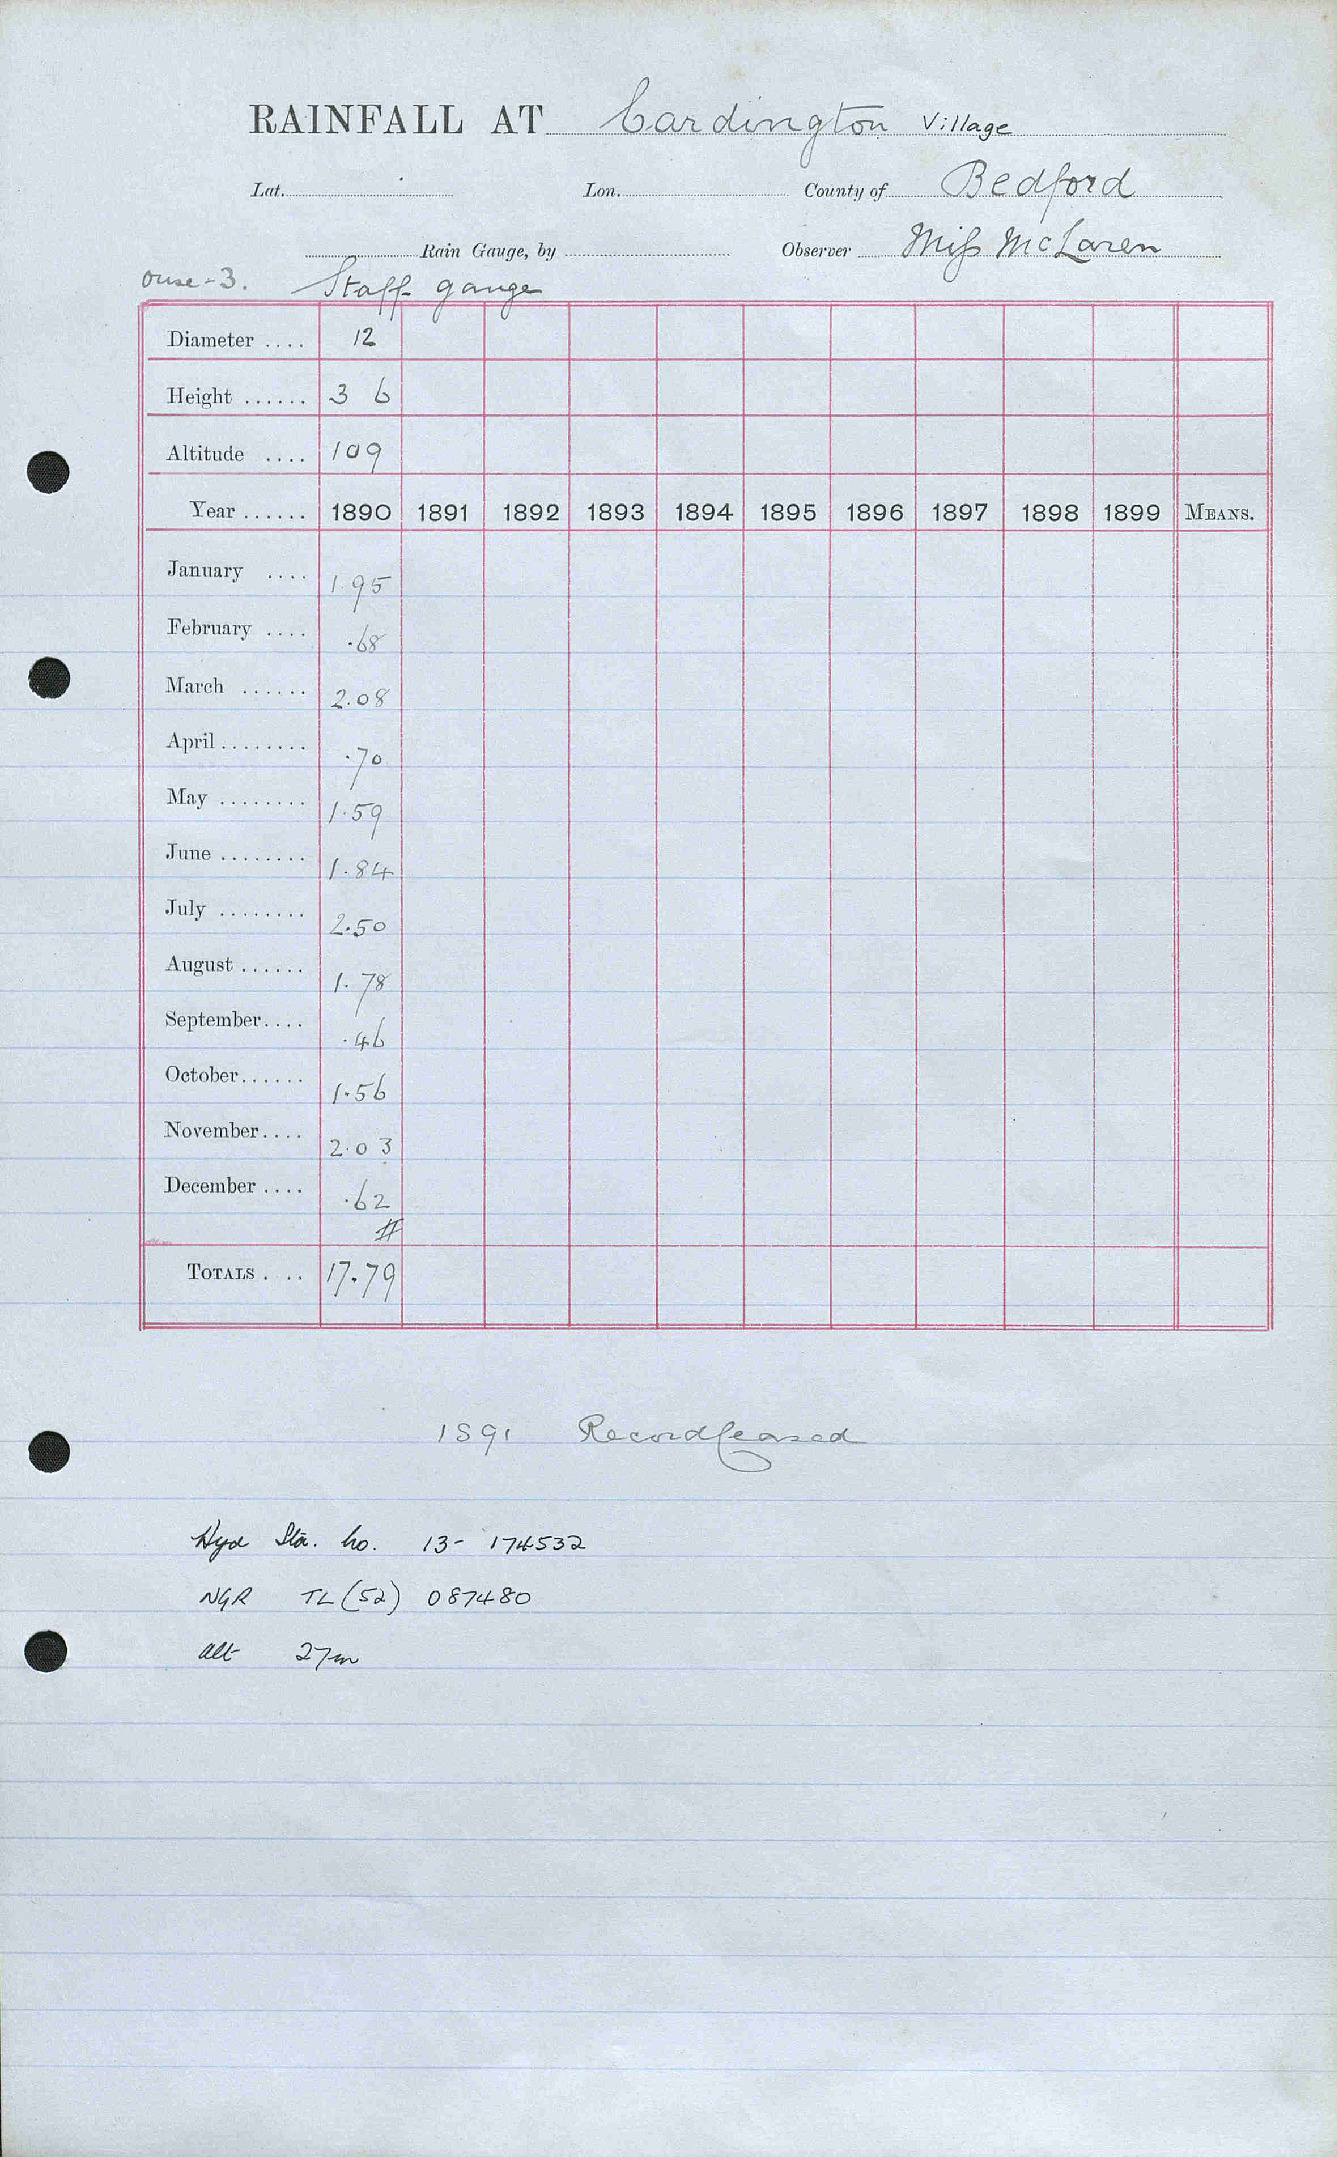 RAINFALL AT Cardington Village
Lat. Lon. County of Bedford
Rain Gauge, by Observer Miss McLaren
Ouse-3. Staff gauge
Diameter .... 12
Height ...... 3 6
Altitude .... 109
Year ...... 1890 1891 1892 1893 1894 1895 1896 1897 1898 1899 MEANS.
January .... 1.95
February .... .68
March ...... 2.08
April ........ .70
May ........ 1.59
June ........ 1.84
July ........ 2.50
August ...... 1.78
September.... .46
October...... 1.56
November.... 2.03
December .... .62
#
TOTALS . .. 17.79
1891 Record ceased
Hyd Sta. no. 13- 174532
NGR TL (52) 087480
Alt 27m